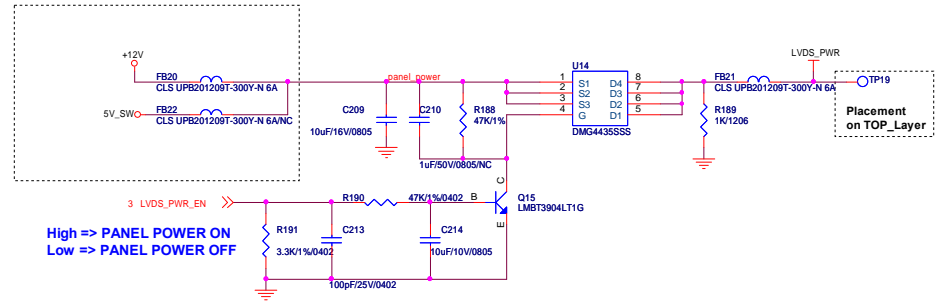 +12V
FB20
CLS UPB201209T-300Y-N 6A
FB22
5V_SW
CLS UPB201209T-300Y-N 6A/NC
panel_power
C209
10uF/16V/0805
C210
1uF/50V/0805/NC
R188
47K/1%
U14
1 S1 D4 8
2 S2 D3 7
3 S3 D2 6
4 G D1 5
DMG4435SSS
LVDS_PWR
FB21
CLS UPB201209T-300Y-N 6A
TP19
R189
1K/1206
Placement
on TOP_Layer
3 LVDS_PWR_EN
R190
47K/1%/0402
B
C
E
Q15
LMBT3904LT1G
High => PANEL POWER ON
Low => PANEL POWER OFF
R191
3.3K/1%/0402
C213
100pF/25V/0402
C214
10uF/10V/0805